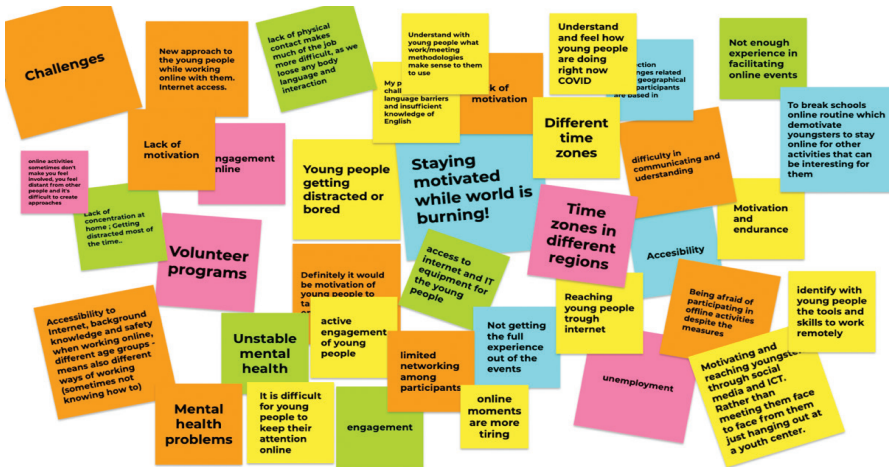 Challenges
New approach to
the young people
while working
online with them.
Internet access.
lack of physical
contact makes
much of the job
more difficult, as we
loose any body
language and
interaction
Understand with
young people what
work/meeting
methodologies
make sense to them
to use
My
language barriers
and insufficient
knowledge of
English
of
motivation
Understand
and feel how
young people
are doing
right now
COVID
related
geographical
participants
are based in
Not enough
experience in
facilitating
online events
To break schools
online routine which
demotivate
youngsters to stay
online for other
activities that can
be interesting for
them
Lack of
motivation
online
online activities
sometimes don't
make you feel
involved, you feel
distant from other
people and it's
difficult to create
approaches
Lack of
concentration at
home ; Getting
distracted most
of the time..
Young people
getting
distracted or
bored
Staying
motivated
while world is
burning!
Different
time
zones
difficulty in
communicating and
uderstanding
Motivation
and
endurance
Volunteer
programs
Time
zones in
different
regions
Accesibility
access to
internet and IT
equipment for
the young
people
Definitely it would
be motivation of
young people to
Accessibility to
Internet, background
knowledge and safety
when working online,
different age groups -
means also different
ways of working
(sometimes not
knowing how to)
Unstable
mental
health
active
engagement
of young
people
limited
networking
among
participants
Not getting
the full
experience
out of the
events
Reaching
young people
trough
internet
Being afraid of
participating in
offline activities
despite the
measures
identify with
young people
the tools and
skills to work
remotely
Mental
health
problems
It is difficult
for young
people to
keep their
attention
online
engagement
online
moments
are more
tiring
unemployment
Motivating and
reaching youngsters
through social
media and ICT.
Rather than
meeting them face
to face from them
just hanging out at
a youth center.